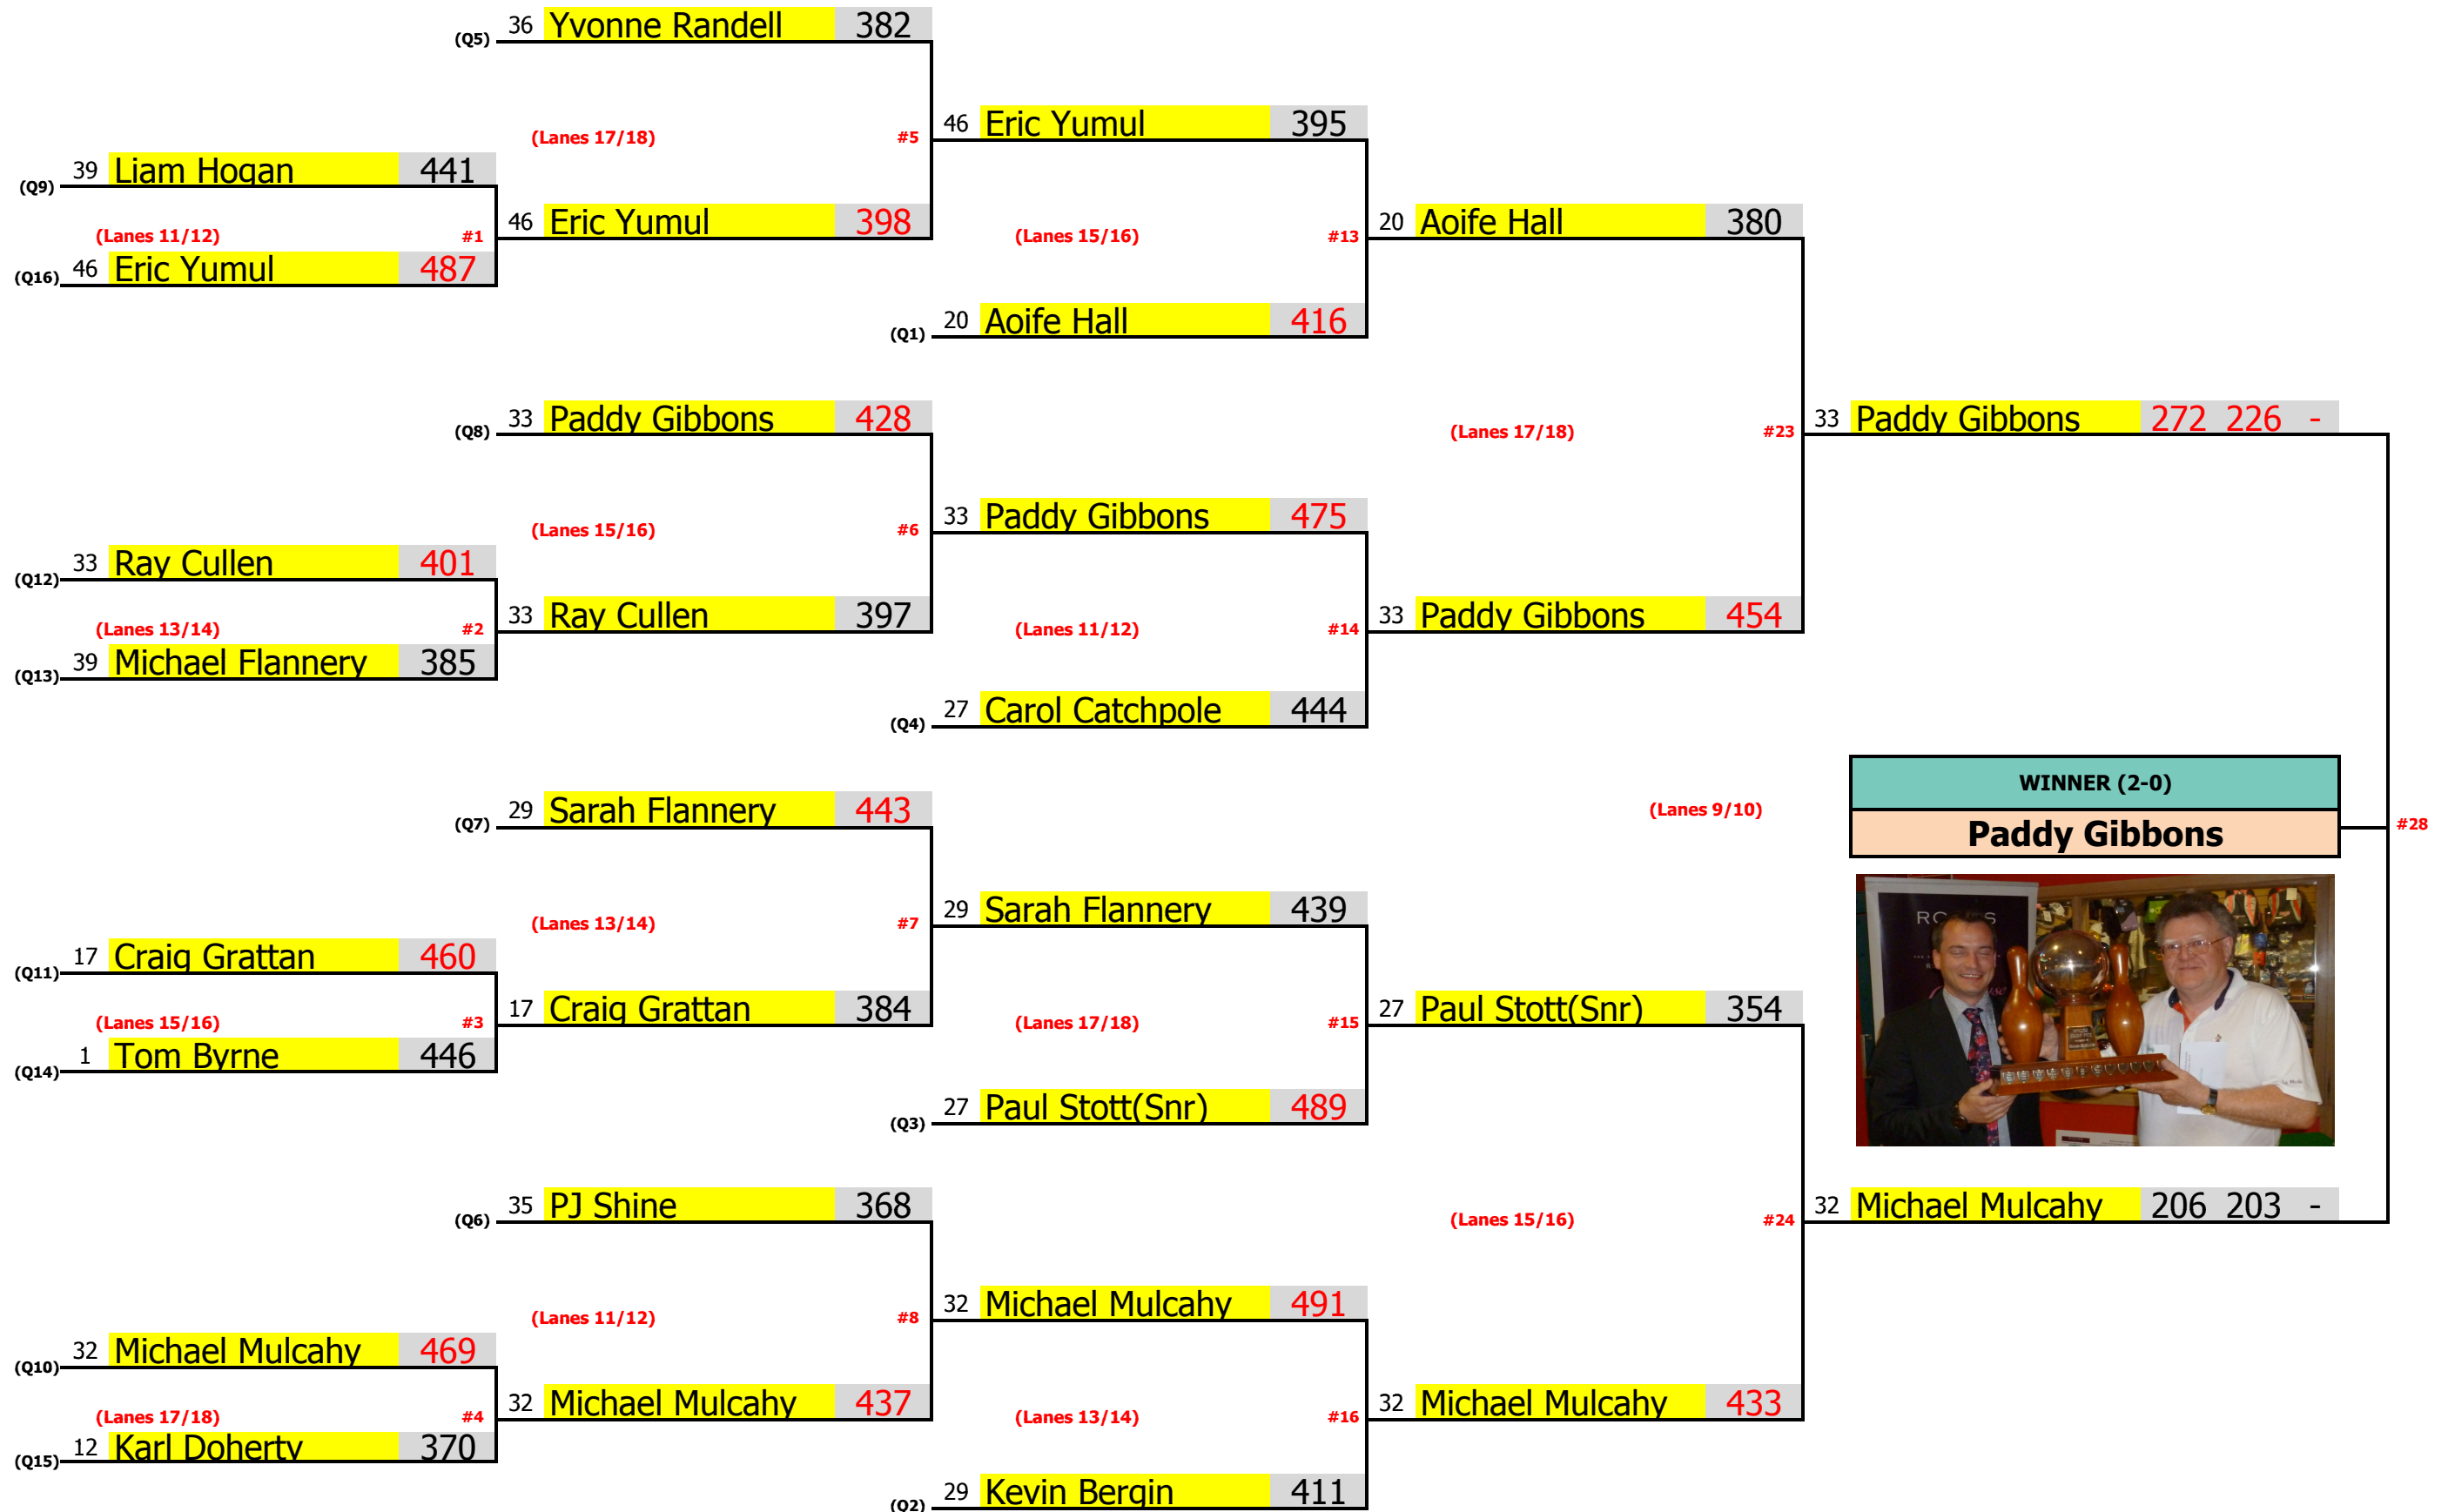 (Q5) 36 Yvonne Randell 382
(Lanes 17/18) #5
46 Eric Yumul 395
(Q9) 39 Liam Hogan 441
(Lanes 11/12) #1
46 Eric Yumul 398
(Q16) 46 Eric Yumul 487
(Lanes 15/16) #13
20 Aoife Hall 380
(Q1) 20 Aoife Hall 416
(Q8) 33 Paddy Gibbons 428
(Lanes 17/18) #23
33 Paddy Gibbons 272 226 -
(Lanes 15/16) #6
33 Paddy Gibbons 475
(Q12) 33 Ray Cullen 401
(Lanes 13/14) #2
33 Ray Cullen 397
(Q13) 39 Michael Flannery 385
(Lanes 11/12) #14
33 Paddy Gibbons 454
(Q4) 27 Carol Catchpole 444
WINNER (2-0)
Paddy Gibbons
#28
(Lanes 9/10)
(Q7) 29 Sarah Flannery 443
(Lanes 13/14) #7
29 Sarah Flannery 439
(Q11) 17 Craig Grattan 460
(Lanes 15/16) #3
17 Craig Grattan 384
(Q14) 1 Tom Byrne 446
(Lanes 17/18) #15
27 Paul Stott(Snr) 354
(Q3) 27 Paul Stott(Snr) 489
(Q6) 35 PJ Shine 368
(Lanes 15/16) #24
32 Michael Mulcahy 206 203 -
(Lanes 11/12) #8
32 Michael Mulcahy 491
(Q10) 32 Michael Mulcahy 469
(Lanes 17/18) #4
32 Michael Mulcahy 437
(Q15) 12 Karl Doherty 370
(Lanes 13/14) #16
32 Michael Mulcahy 433
(Q2) 29 Kevin Bergin 411